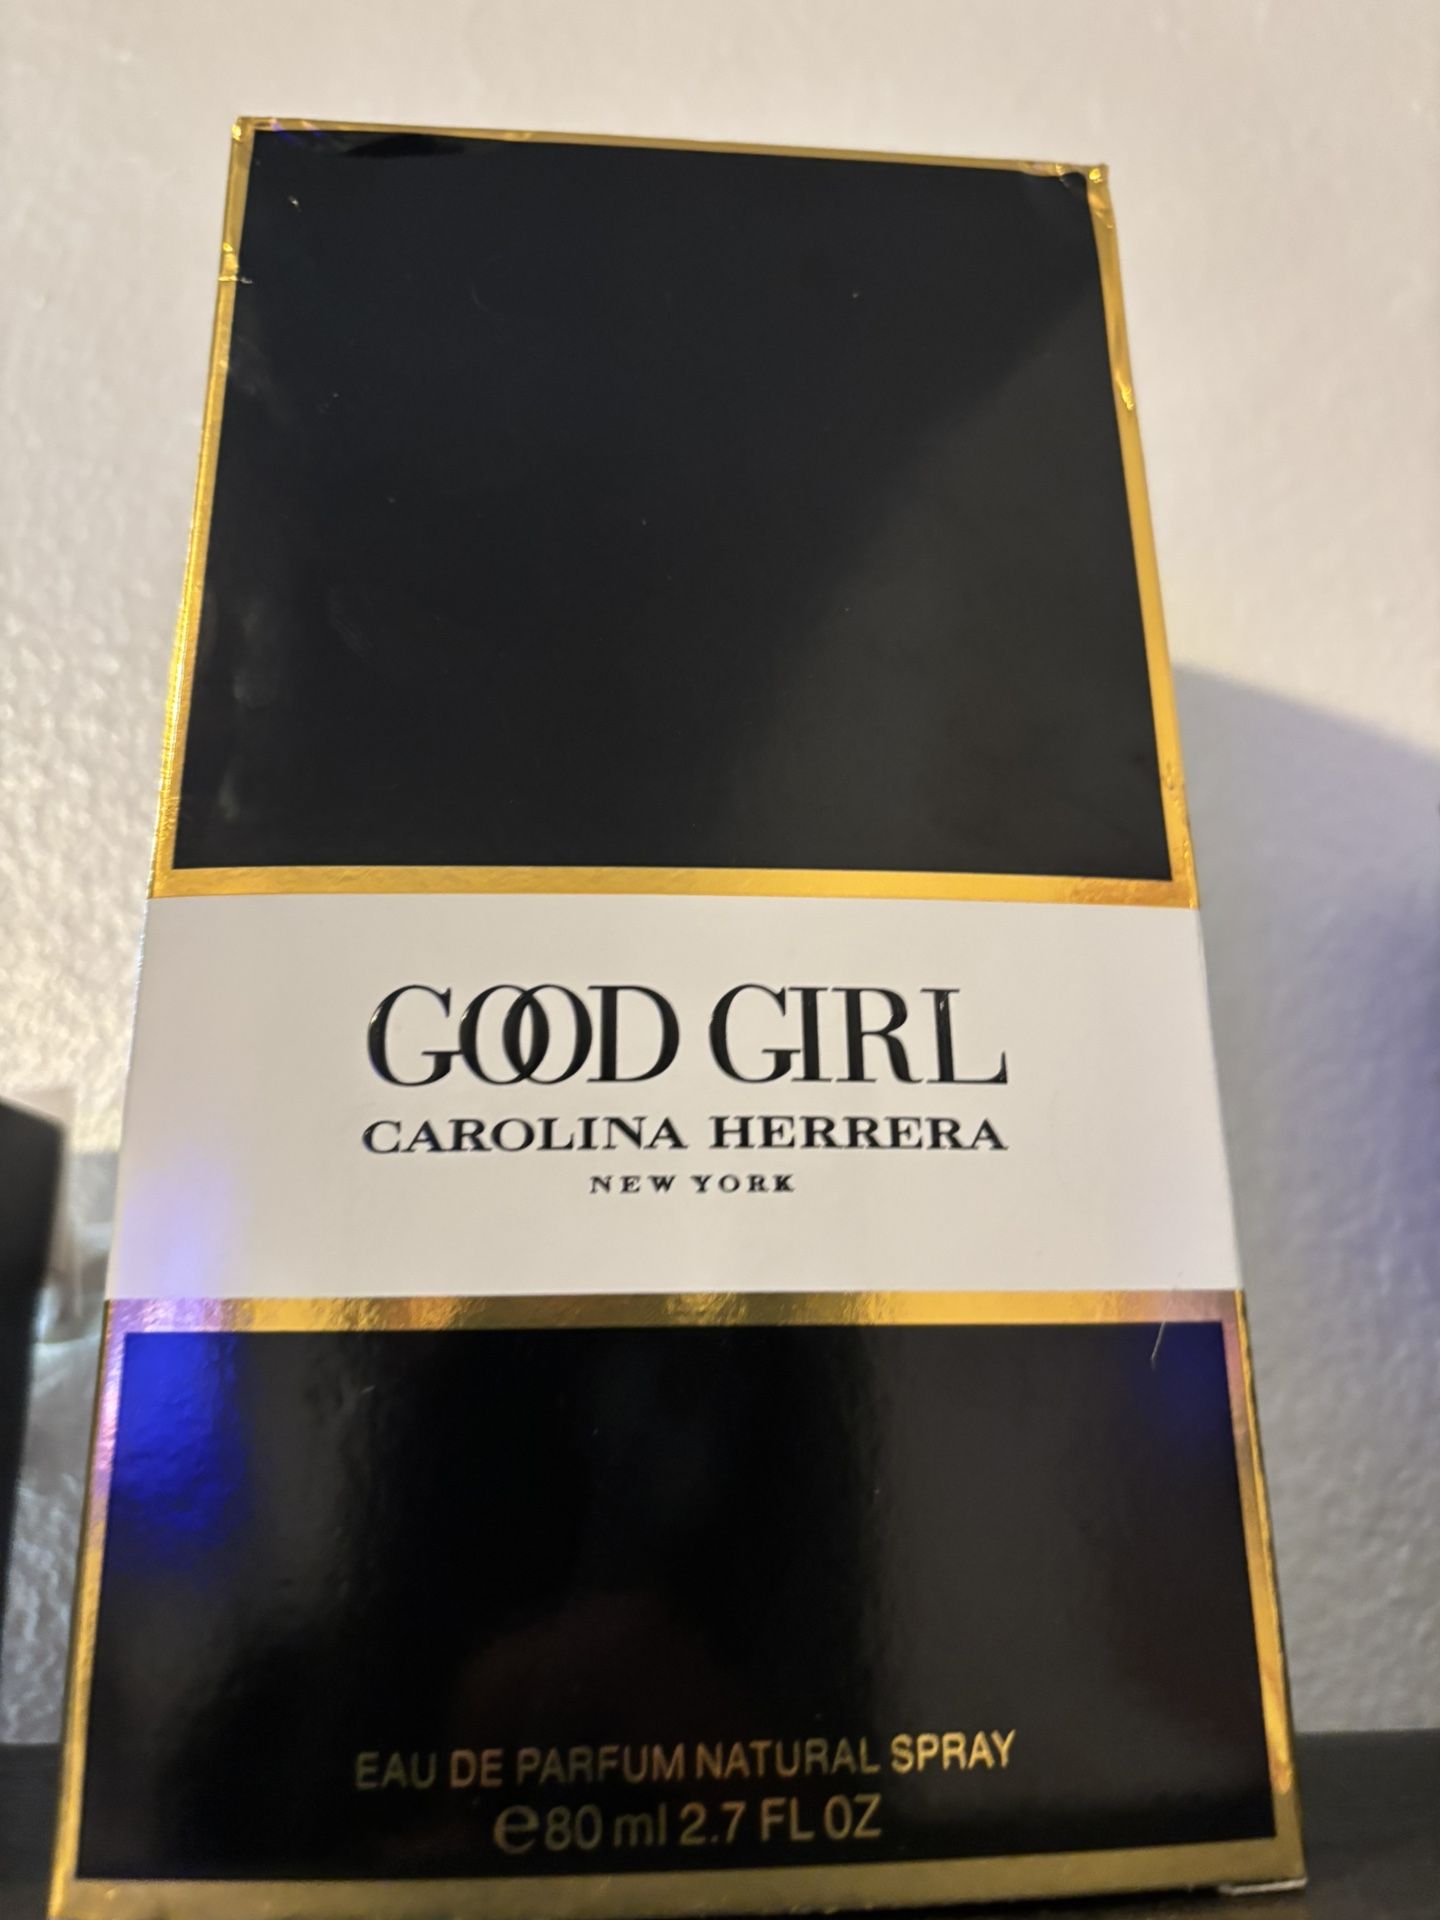 GOOD GIRL
CAROLINA HERRERA
NEW YORK
EAU DE PARFUM NATURAL SPRAY
℮80 ml 2.7 FL OZ